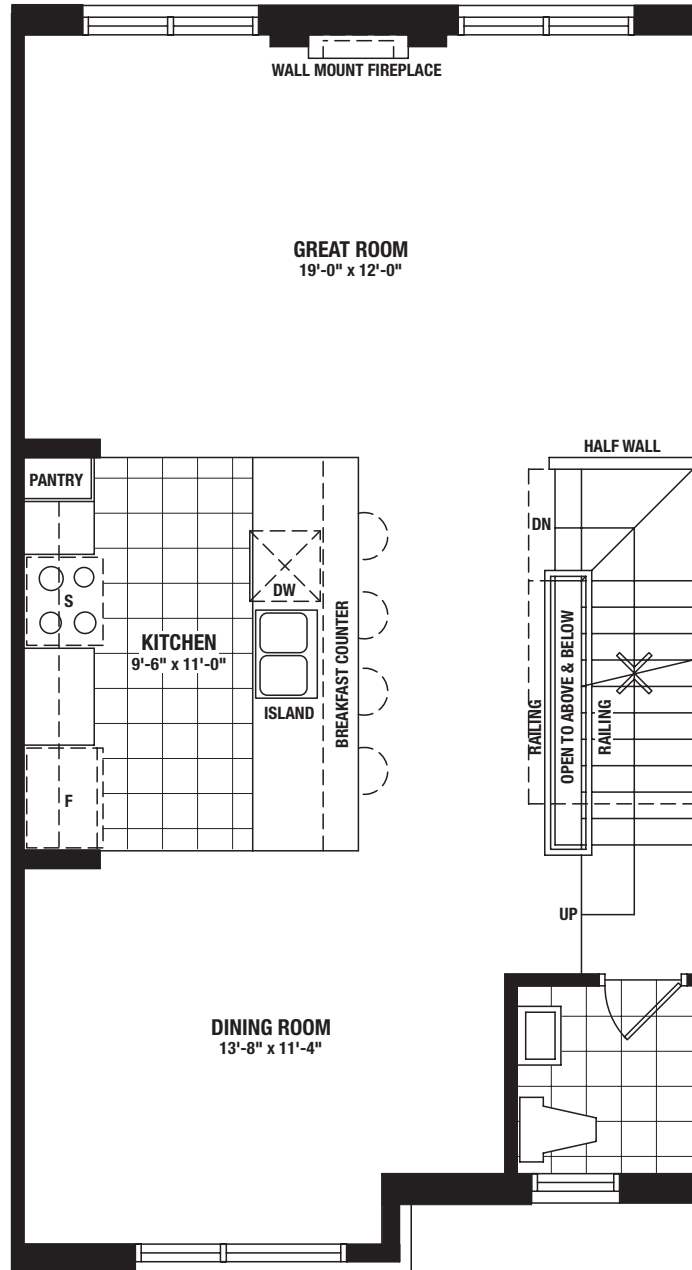 WALL MOUNT FIREPLACE
GREAT ROOM
19'-0" x 12'-0"
HALF WALL
PANTRY
DN
S
DW
KITCHEN
9'-6" x 11'-0"
BREAKFAST COUNTER
ISLAND
RAILING
OPEN TO ABOVE & BELOW
RAILING
F
UP
DINING ROOM
13'-8" x 11'-4"